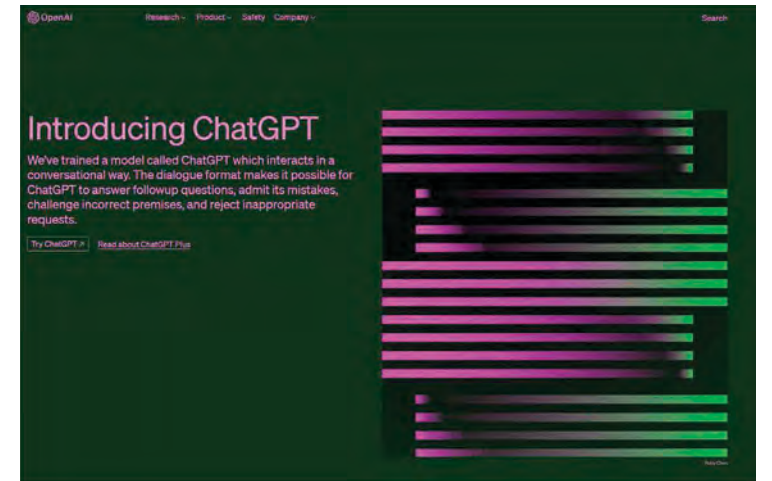 OpenAI Research Product Safety Company Search
Introducing ChatGPT
We've trained a model called ChatGPT which interacts in a
conversational way. The dialogue format makes it possible for
ChatGPT to answer followup questions, admit its mistakes,
challenge incorrect premises, and reject inappropriate
requests.
Try ChatGPT ↗ Read about ChatGPT Plus